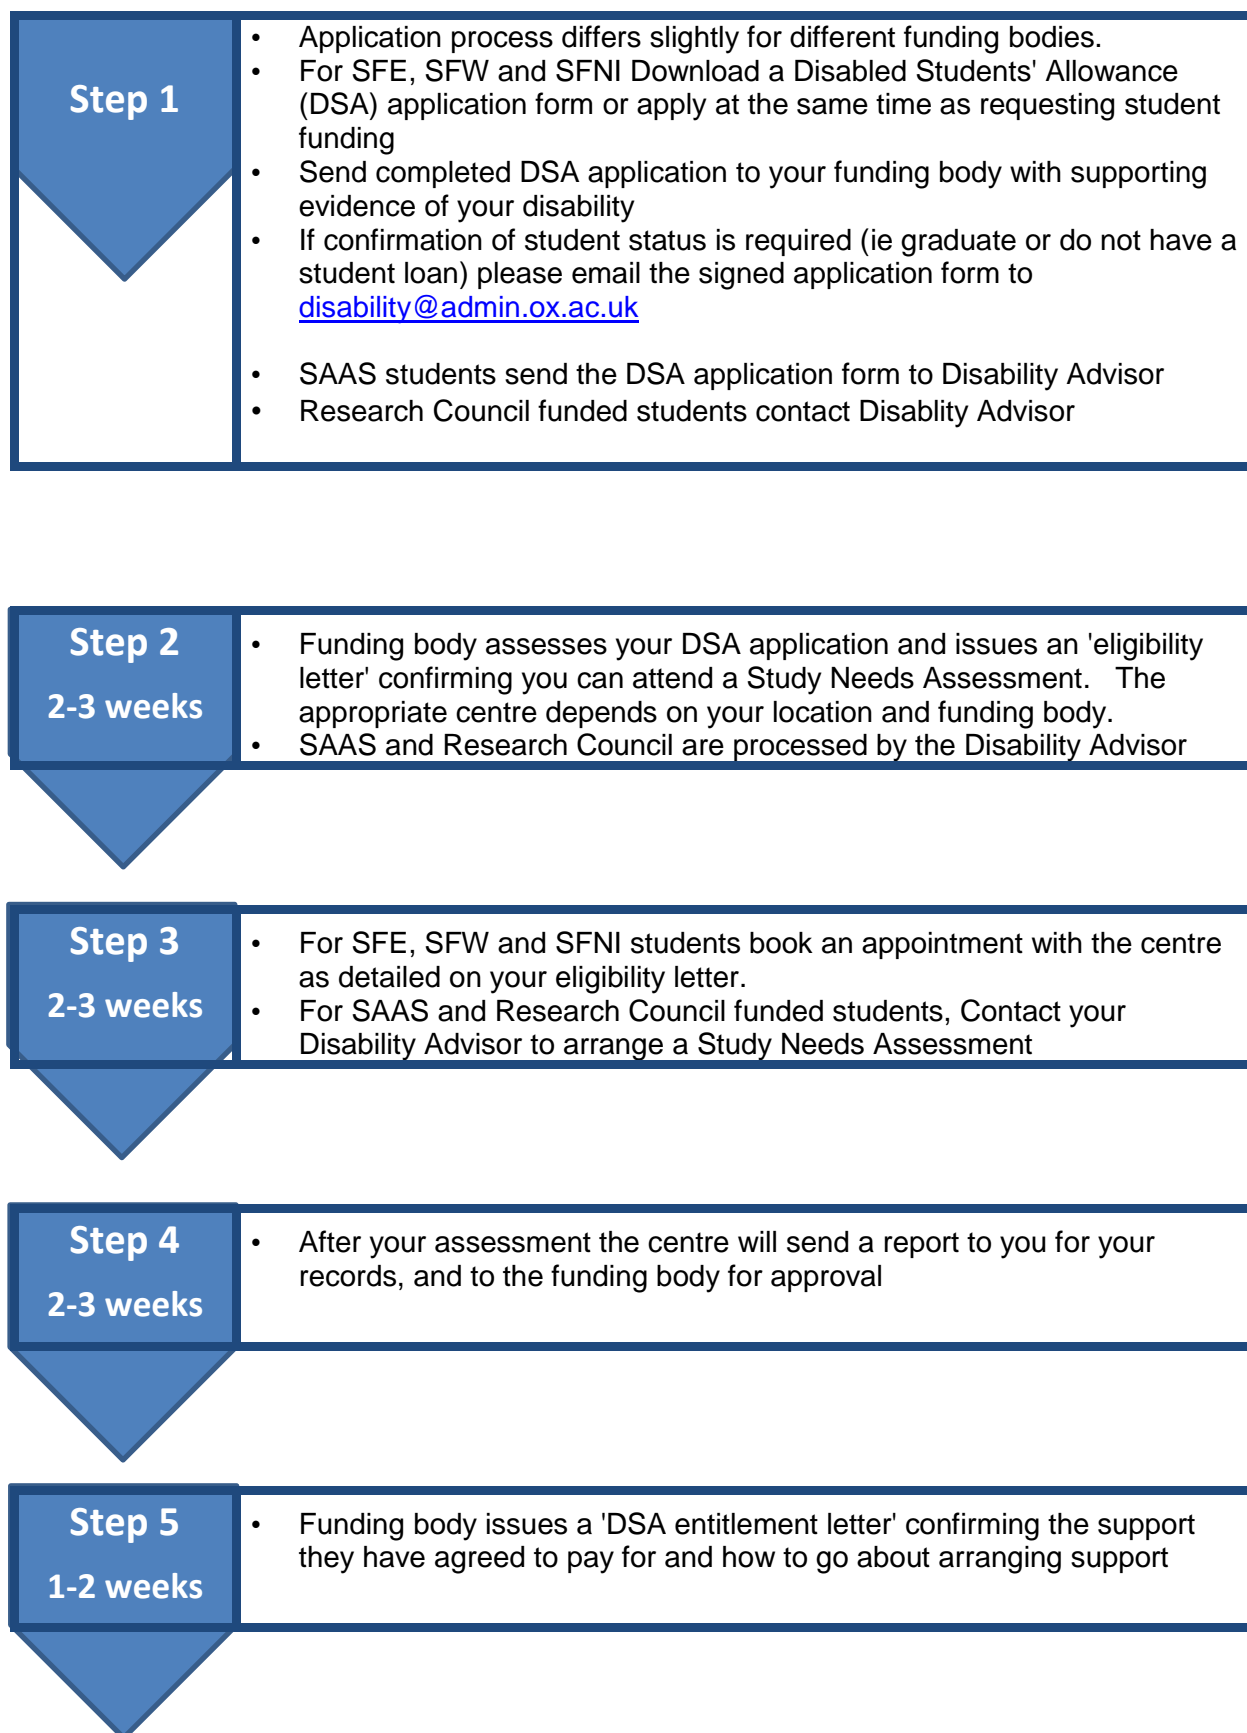 Step 1
• Application process differs slightly for different funding bodies.
• For SFE, SFW and SFNI Download a Disabled Students' Allowance
(DSA) application form or apply at the same time as requesting student
funding
• Send completed DSA application to your funding body with supporting
evidence of your disability
• If confirmation of student status is required (ie graduate or do not have a
student loan) please email the signed application form to
disability@admin.ox.ac.uk
• SAAS students send the DSA application form to Disability Advisor
• Research Council funded students contact Disablity Advisor
Step 2
2-3 weeks
• Funding body assesses your DSA application and issues an 'eligibility
letter' confirming you can attend a Study Needs Assessment.   The
appropriate centre depends on your location and funding body.
• SAAS and Research Council are processed by the Disability Advisor
Step 3
2-3 weeks
• For SFE, SFW and SFNI students book an appointment with the centre
as detailed on your eligibility letter.
• For SAAS and Research Council funded students, Contact your
Disability Advisor to arrange a Study Needs Assessment
Step 4
2-3 weeks
• After your assessment the centre will send a report to you for your
records, and to the funding body for approval
Step 5
1-2 weeks
• Funding body issues a 'DSA entitlement letter' confirming the support
they have agreed to pay for and how to go about arranging support